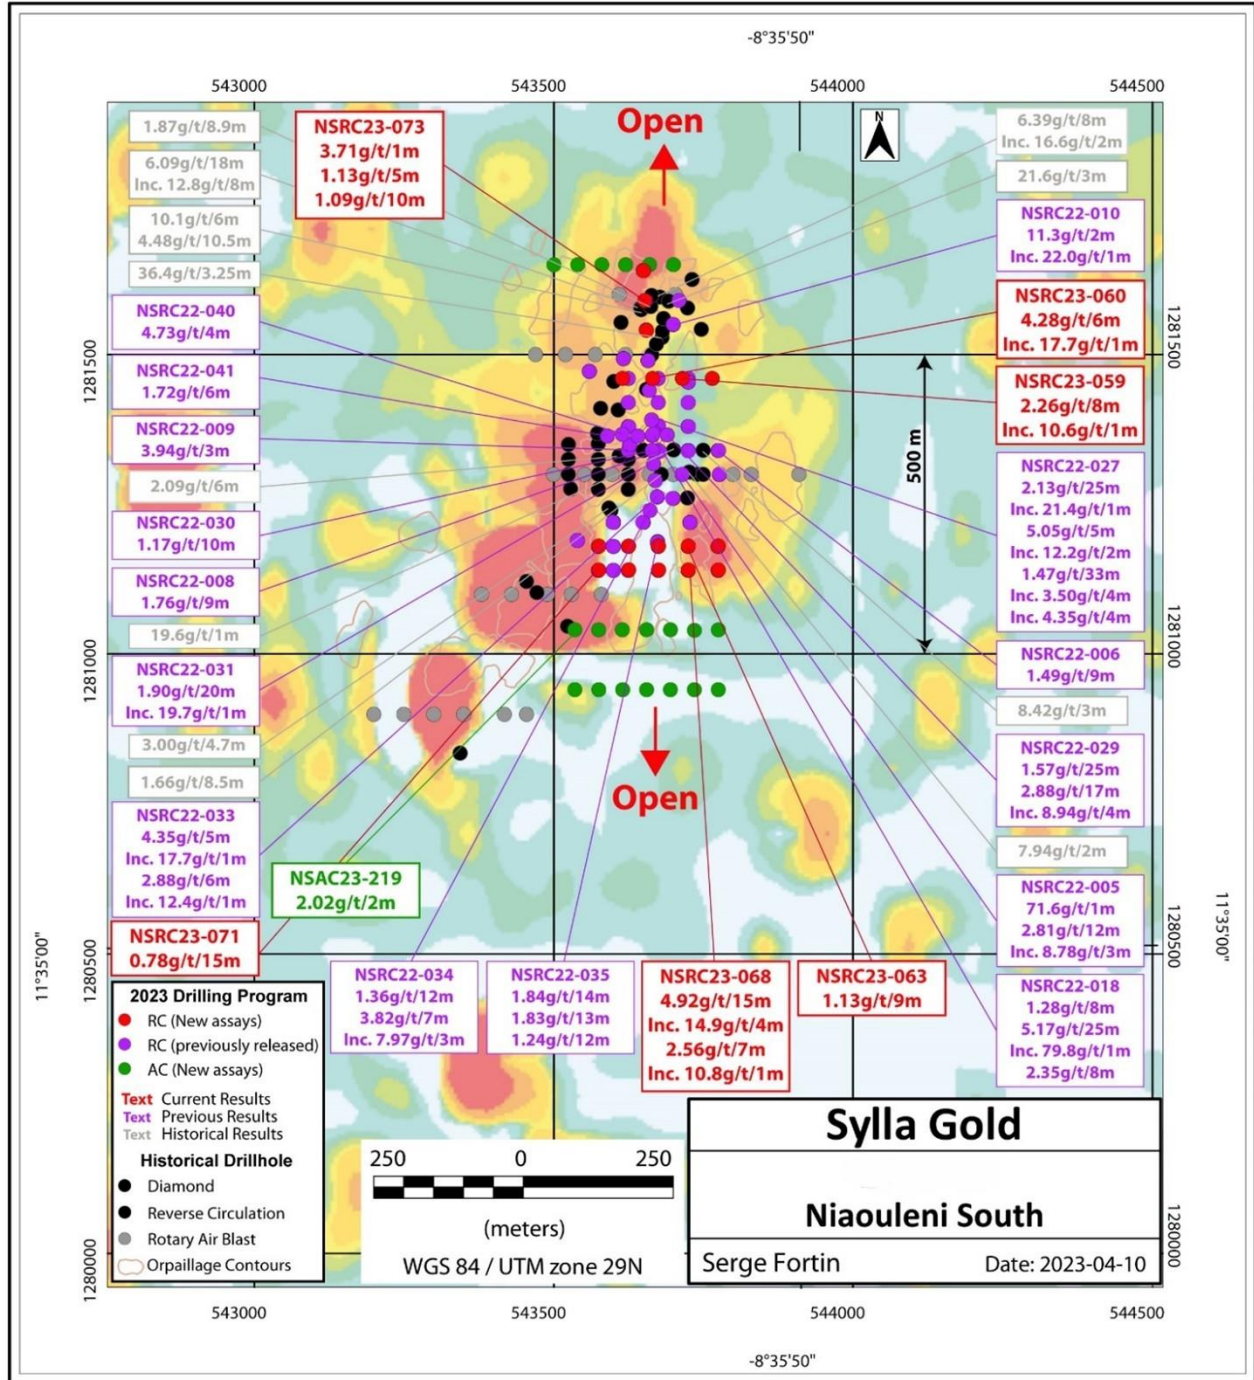 -8°35'50"
543000
543500
544000
544500
1.87g/t/8.9m
6.09g/t/18m
Inc. 12.8g/t/8m
10.1g/t/6m
4.48g/t/10.5m
36.4g/t/3.25m
NSRC22-040
4.73g/t/4m
NSRC22-041
1.72g/t/6m
NSRC22-009
3.94g/t/3m
2.09g/t/6m
NSRC22-030
1.17g/t/10m
NSRC22-008
1.76g/t/9m
19.6g/t/1m
NSRC22-031
1.90g/t/20m
Inc. 19.7g/t/1m
3.00g/t/4.7m
1.66g/t/8.5m
NSRC22-033
4.35g/t/5m
Inc. 17.7g/t/1m
2.88g/t/6m
Inc. 12.4g/t/1m
NSRC23-071
0.78g/t/15m
NSRC23-073
3.71g/t/1m
1.13g/t/5m
1.09g/t/10m
Open
N
6.39g/t/8m
Inc. 16.6g/t/2m
21.6g/t/3m
NSRC22-010
11.3g/t/2m
Inc. 22.0g/t/1m
NSRC23-060
4.28g/t/6m
Inc. 17.7g/t/1m
NSRC23-059
2.26g/t/8m
Inc. 10.6g/t/1m
NSRC22-027
2.13g/t/25m
Inc. 21.4g/t/1m
5.05g/t/5m
Inc. 12.2g/t/2m
1.47g/t/33m
Inc. 3.50g/t/4m
Inc. 4.35g/t/4m
NSRC22-006
1.49g/t/9m
8.42g/t/3m
NSRC22-029
1.57g/t/25m
2.88g/t/17m
Inc. 8.94g/t/4m
7.94g/t/2m
NSRC22-005
71.6g/t/1m
2.81g/t/12m
Inc. 8.78g/t/3m
NSRC22-018
1.28g/t/8m
5.17g/t/25m
Inc. 79.8g/t/1m
2.35g/t/8m
500 m
Open
NSAC23-219
2.02g/t/2m
NSRC22-034
1.36g/t/12m
3.82g/t/7m
Inc. 7.97g/t/3m
NSRC22-035
1.84g/t/14m
1.83g/t/13m
1.24g/t/12m
NSRC23-068
4.92g/t/15m
Inc. 14.9g/t/4m
2.56g/t/7m
Inc. 10.8g/t/1m
NSRC23-063
1.13g/t/9m
1281500
1281000
1280500
1280000
11°35'00"
1281500
1281000
1280500
1280000
11°35'00"
2023 Drilling Program
RC (New assays)
RC (previously released)
AC (New assays)
Text Current Results
Text Previous Results
Text Historical Results
Historical Drillhole
Diamond
Reverse Circulation
Rotary Air Blast
Orpaillage Contours
250 0 250
(meters)
WGS 84 / UTM zone 29N
Sylla Gold
Niaouleni South
Serge Fortin
Date: 2023-04-10
543000
543500
544000
544500
-8°35'50"